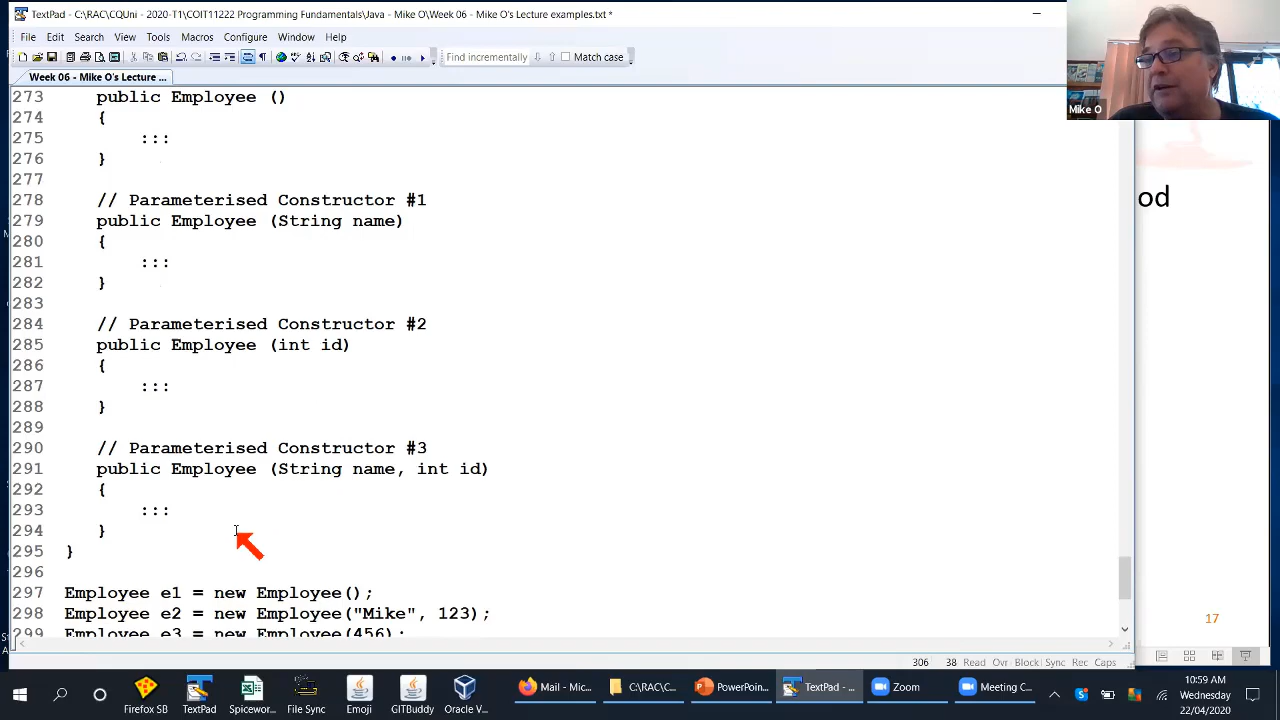 TextPad - C:\RAC\CQUni - 2020-T1\COIT11222 Programming Fundamentals\Java - Mike O\Week 06 - Mike O's Lecture examples.txt *
File Edit Search View Tools Macros Configure Window Help
Find incrementally Match case
Week 06 - Mike O's Lecture ...
Mike O
273 public Employee ()
274 {
275 :::
276 }
277
278 // Parameterised Constructor #1
279 public Employee (String name)
280 {
281 :::
282 }
283
284 // Parameterised Constructor #2
285 public Employee (int id)
286 {
287 :::
288 }
289
290 // Parameterised Constructor #3
291 public Employee (String name, int id)
292 {
293 :::
294 }
295 }
296
297 Employee e1 = new Employee();
298 Employee e2 = new Employee("Mike", 123);
299 Employee e3 = new Employee(456);
od
17
306 38 Read Ovr Block Sync Rec Caps
Mail - Mic... C:\RAC\C... PowerPoin... TextPad - ... Zoom Meeting C...
Firefox SB TextPad Spicewor... File Sync Emoji GITBuddy Oracle V...
10:59 AM
Wednesday
22/04/2020